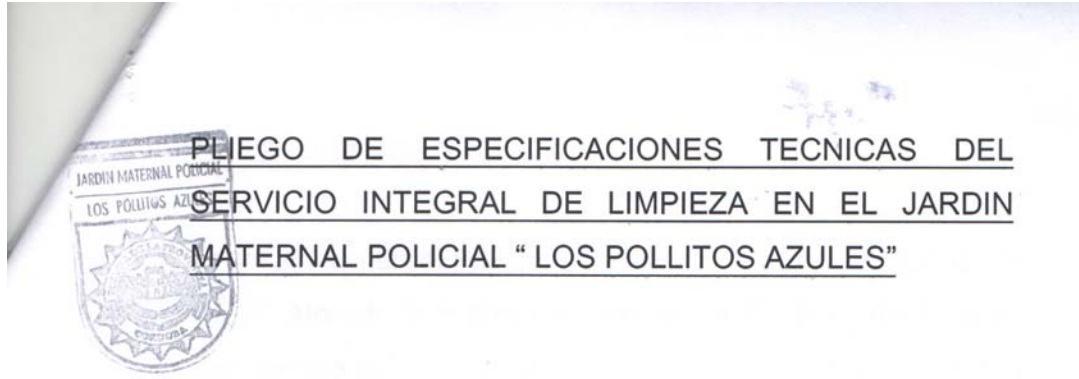 PLIEGO DE ESPECIFICACIONES TECNICAS DEL
SERVICIO INTEGRAL DE LIMPIEZA EN EL JARDIN
MATERNAL POLICIAL “ LOS POLLITOS AZULES”
JARDIN MATERNAL POLICIAL
LOS POLLITOS AZULES
CORDOBA